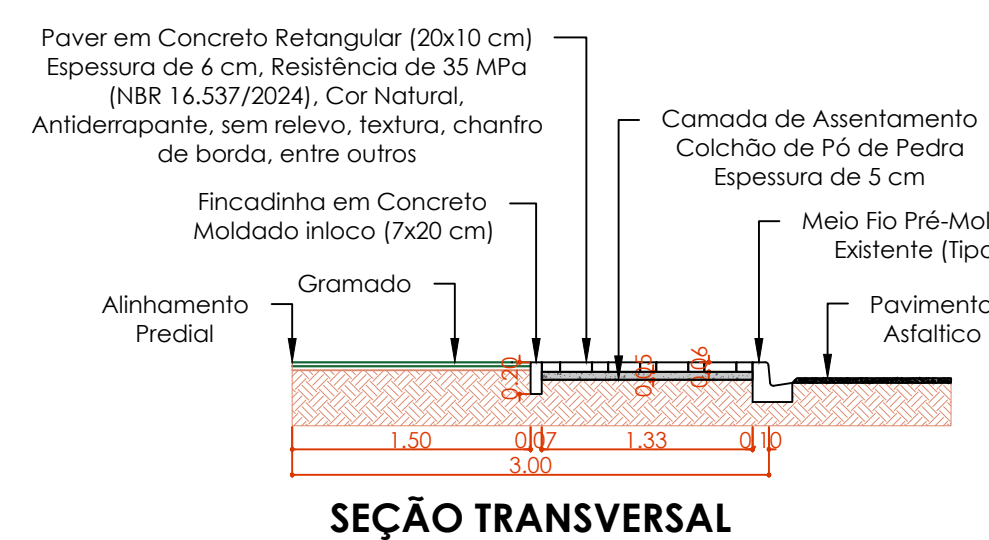 Paver em Concreto Retangular (20x10 cm)
Espessura de 6 cm, Resistência de 35 MPa
(NBR 16.537/2024), Cor Natural,
Antiderrapante, sem relevo, textura, chanfro
de borda, entre outros
Camada de Assentamento
Colchão de Pó de Pedra
Espessura de 5 cm
Fincadinha em Concreto
Moldado inloco (7x20 cm)
Meio Fio Pré-Mol
Existente (Tipo
Gramado
Alinhamento
Predial
Pavimento
Asfaltico
0.20
0.05
0.06
1.50
0.07
1.33
0.10
3.00
SEÇÃO TRANSVERSAL